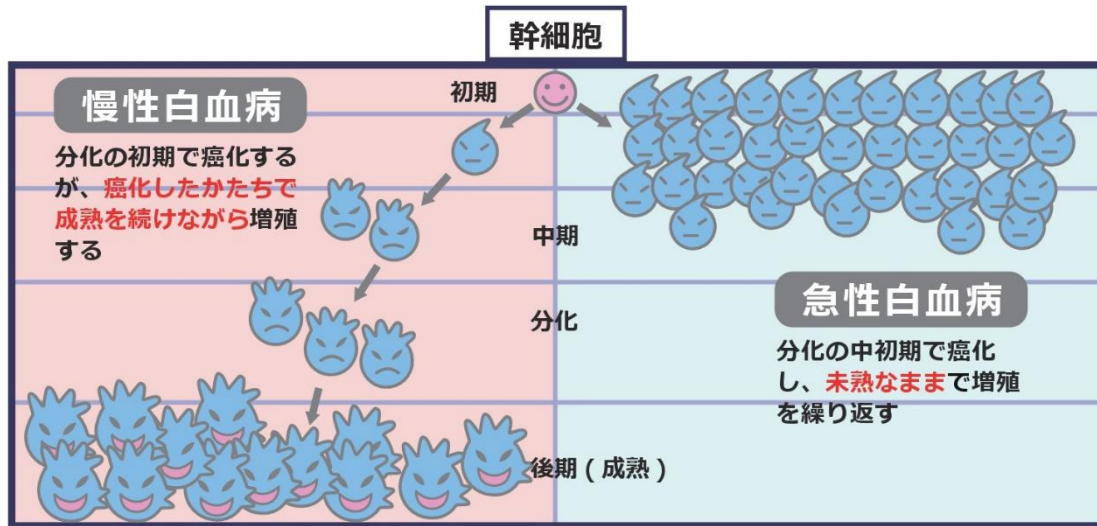 幹細胞
慢性白血病
分化の初期で癌化する
が、癌化したかたちで
成熟を続けながら増殖
する
初期
中期
分化
後期 ( 成熟 )
急性白血病
分化の中初期で癌化
し、未熟なままで増殖
を繰り返す